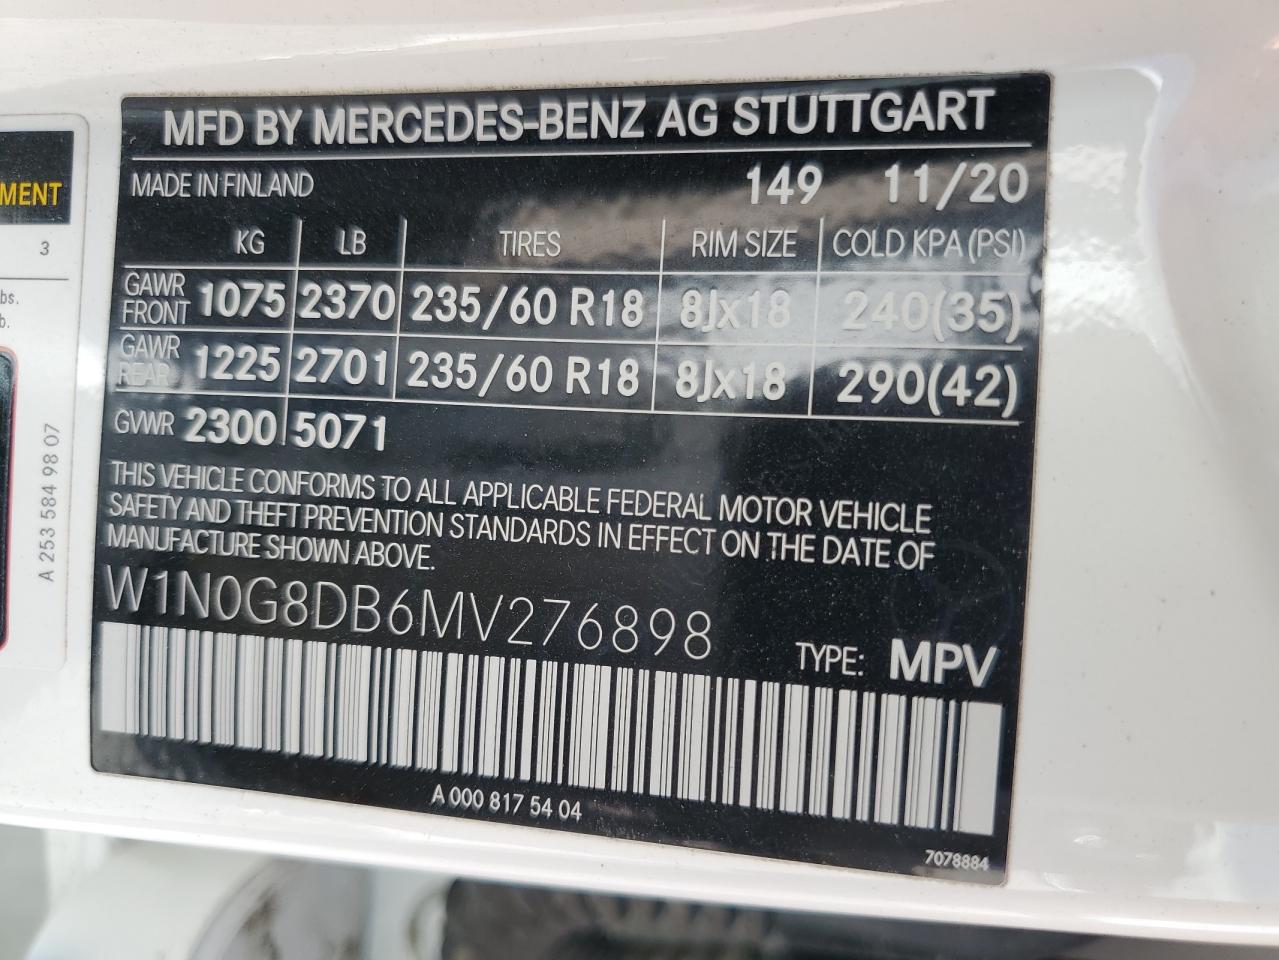 MFD BY MERCEDES-BENZ AG STUTTGART
MADE IN FINLAND 149 11/20
KG LB TIRES RIM SIZE COLD KPA (PSI)
GAWR FRONT 1075 2370 235/60 R18 8Jx18 240(35)
GAWR REAR 1225 2701 235/60 R18 8Jx18 290(42)
GVWR 2300 5071
THIS VEHICLE CONFORMS TO ALL APPLICABLE FEDERAL MOTOR VEHICLE
SAFETY AND THEFT PREVENTION STANDARDS IN EFFECT ON THE DATE OF
MANUFACTURE SHOWN ABOVE.
W1N0G8DB6MV276898
TYPE: MPV
A 000 817 54 04
7078884
MENT
3
bs.
b.
A 253 584 98 07